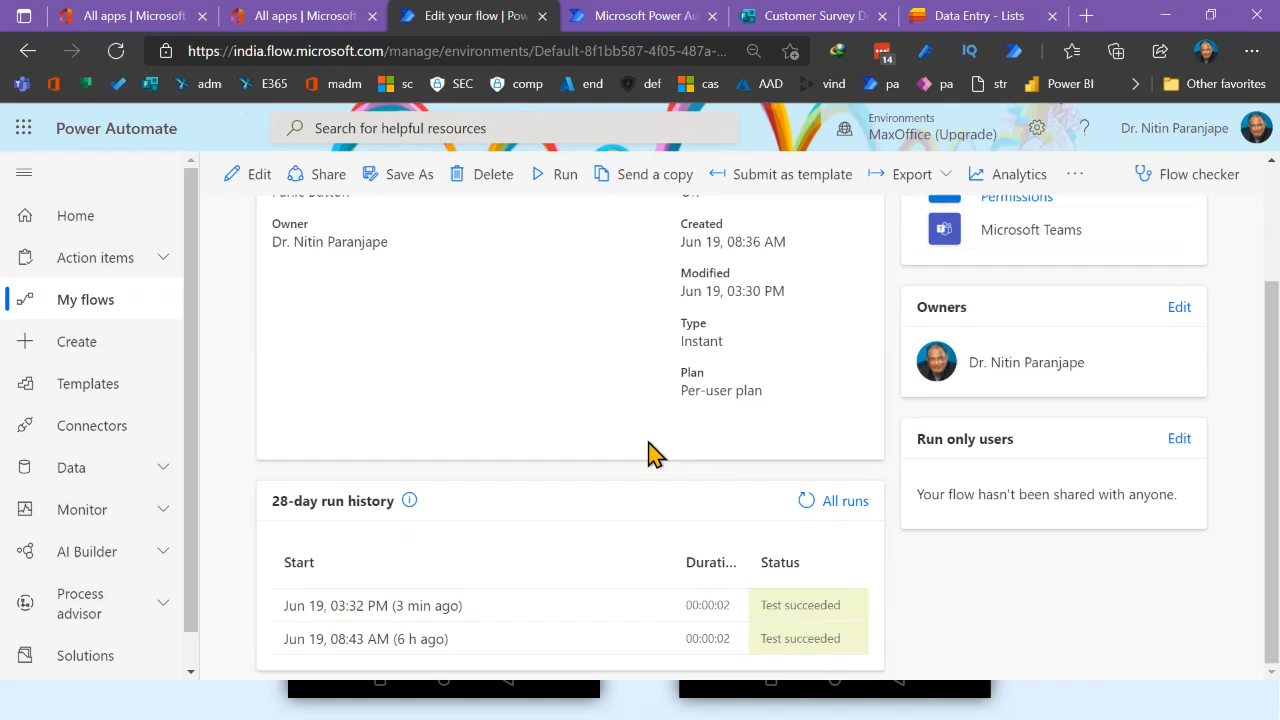 All apps | Microsoft
All apps | Microsoft
Edit your flow | Pow
Microsoft Power Au
Customer Survey D
Data Entry - Lists
https://india.flow.microsoft.com/manage/environments/Default-8f1bb587-4f05-487a-...
14
IQ
adm
E365
madm
sc
SEC
comp
end
def
cas
AAD
vind
pa
pa
str
Power BI
Other favorites
Power Automate
Search for helpful resources
Environments
MaxOffice (Upgrade)
Dr. Nitin Paranjape
Edit
Share
Save As
Delete
Run
Send a copy
Submit as template
Export
Analytics
Flow checker
Home
Action items
My flows
Create
Templates
Connectors
Data
Monitor
AI Builder
Process
advisor
Solutions
Panic Button
Owner
Dr. Nitin Paranjape
On
Created
Jun 19, 08:36 AM
Modified
Jun 19, 03:30 PM
Type
Instant
Plan
Per-user plan
Permissions
Microsoft Teams
Owners
Edit
Dr. Nitin Paranjape
Run only users
Edit
Your flow hasn't been shared with anyone.
28-day run history
All runs
Start
Durati...
Status
Jun 19, 03:32 PM (3 min ago)
00:00:02
Test succeeded
Jun 19, 08:43 AM (6 h ago)
00:00:02
Test succeeded